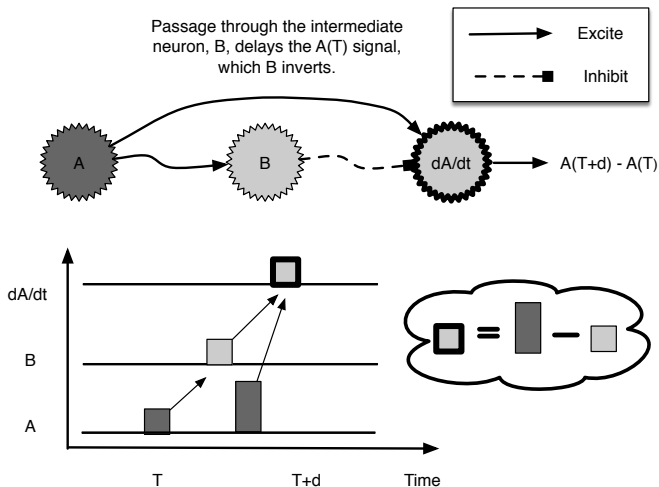 Passage through the intermediate
neuron, B, delays the A(T) signal,
which B inverts.
Excite
Inhibit
A
B
dA/dt
A(T+d) - A(T)
dA/dt
B
A
T
T+d
Time